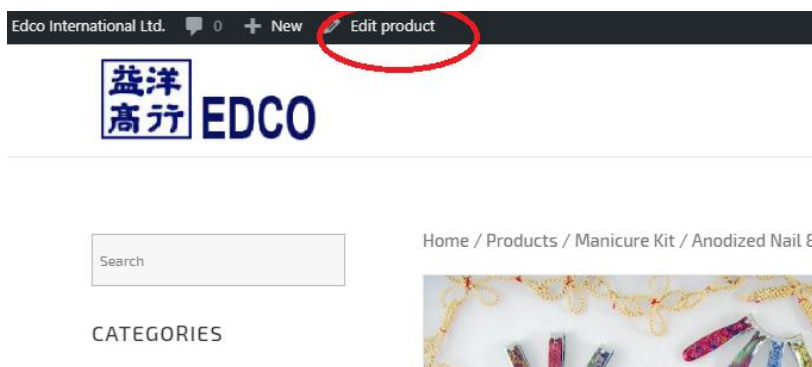 Edco International Ltd. 0 New Edit product
益洋
高行 EDCO
Home / Products / Manicure Kit / Anodized Nail &
Search
CATEGORIES